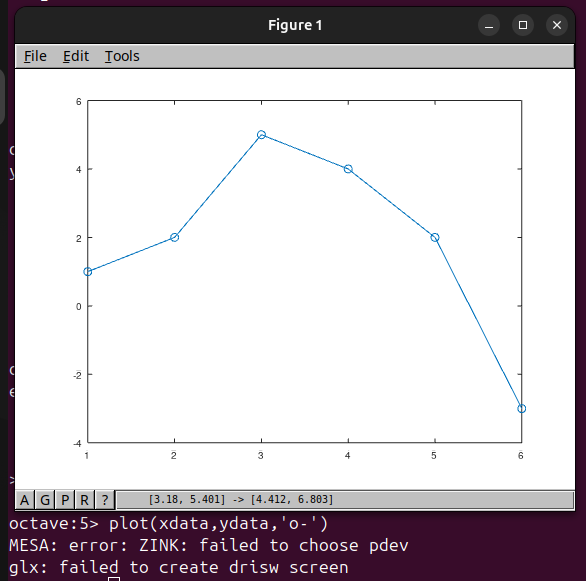 Figure 1
File Edit Tools
6
4
2
0
-2
-4
1 2 3 4 5 6
A G P R ? [3.18, 5.401] -> [4.412, 6.803]
octave:5> plot(xdata,ydata,'o-')
MESA: error: ZINK: failed to choose pdev
glx: failed to create drisw screen